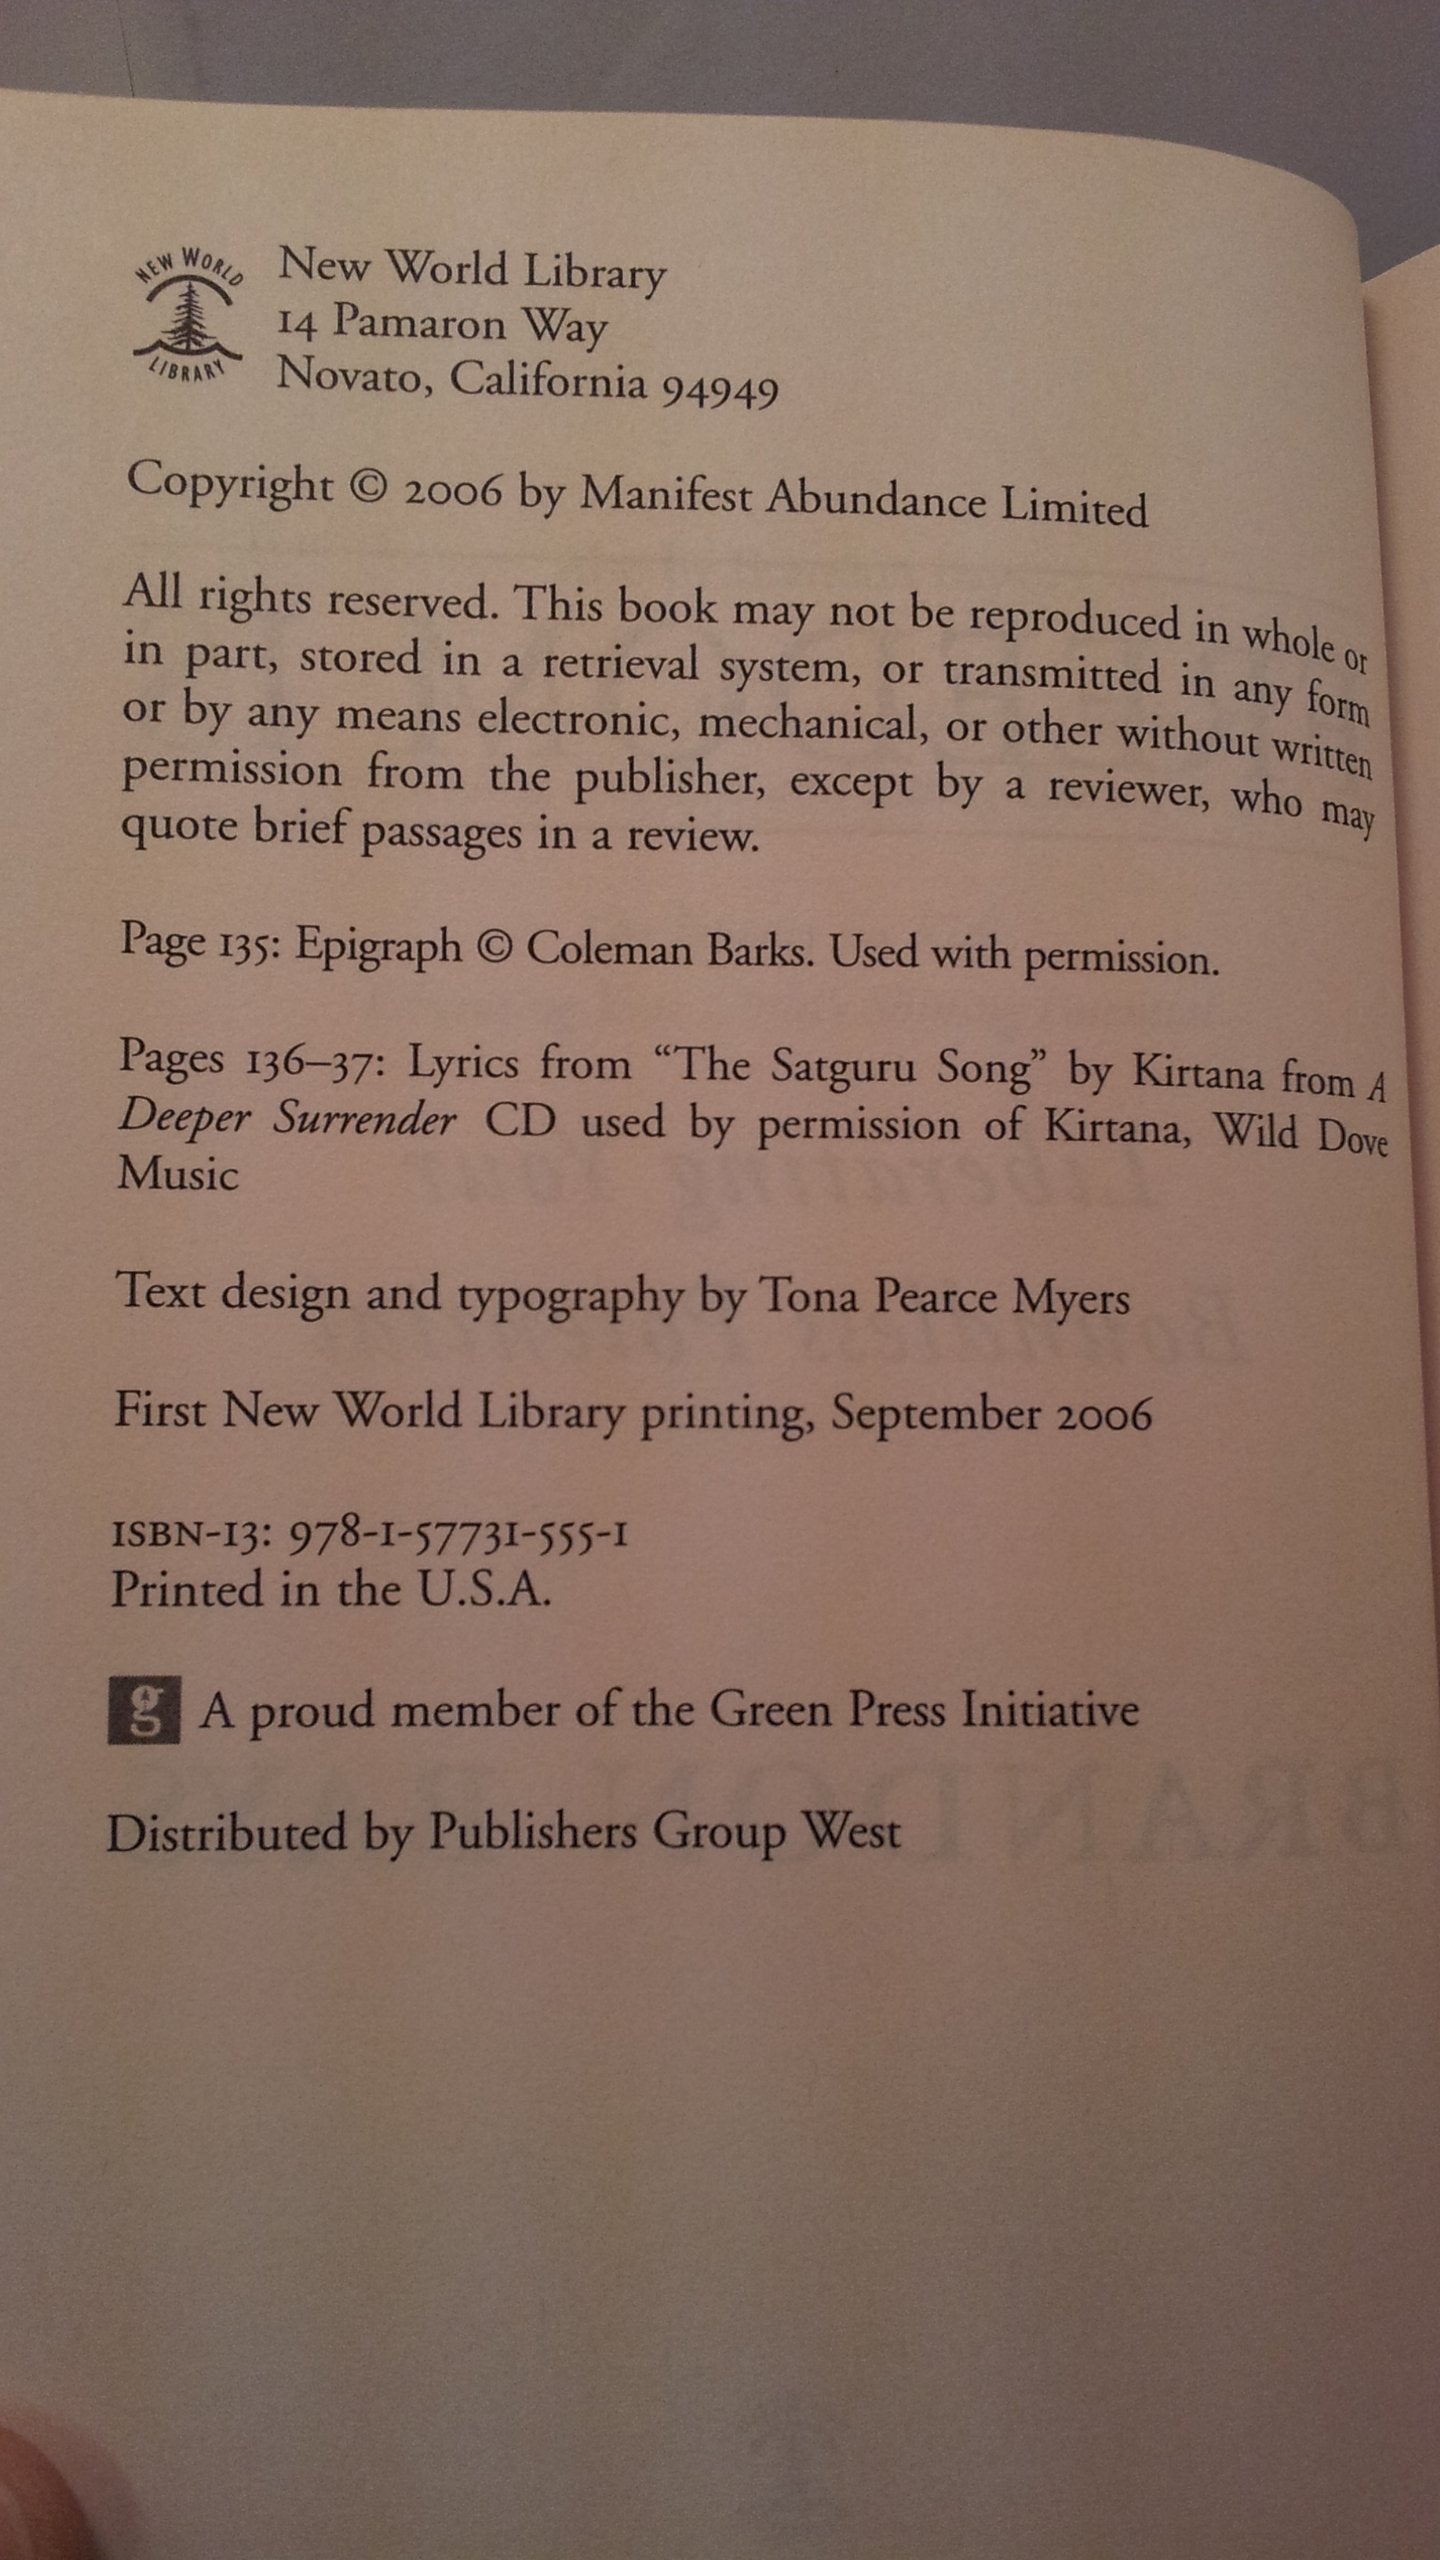 NEW WORLD
LIBRARY
New World Library
14 Pamaron Way
Novato, California 94949
Copyright © 2006 by Manifest Abundance Limited
All rights reserved. This book may not be reproduced in whole or
in part, stored in a retrieval system, or transmitted in any form
or by any means electronic, mechanical, or other without written
permission from the publisher, except by a reviewer, who may
quote brief passages in a review.
Page 135: Epigraph © Coleman Barks. Used with permission.
Pages 136–37: Lyrics from “The Satguru Song” by Kirtana from A
Deeper Surrender CD used by permission of Kirtana, Wild Dove
Music
Text design and typography by Tona Pearce Myers
First New World Library printing, September 2006
ISBN-13: 978-1-57731-555-1
Printed in the U.S.A.
g A proud member of the Green Press Initiative
Distributed by Publishers Group West